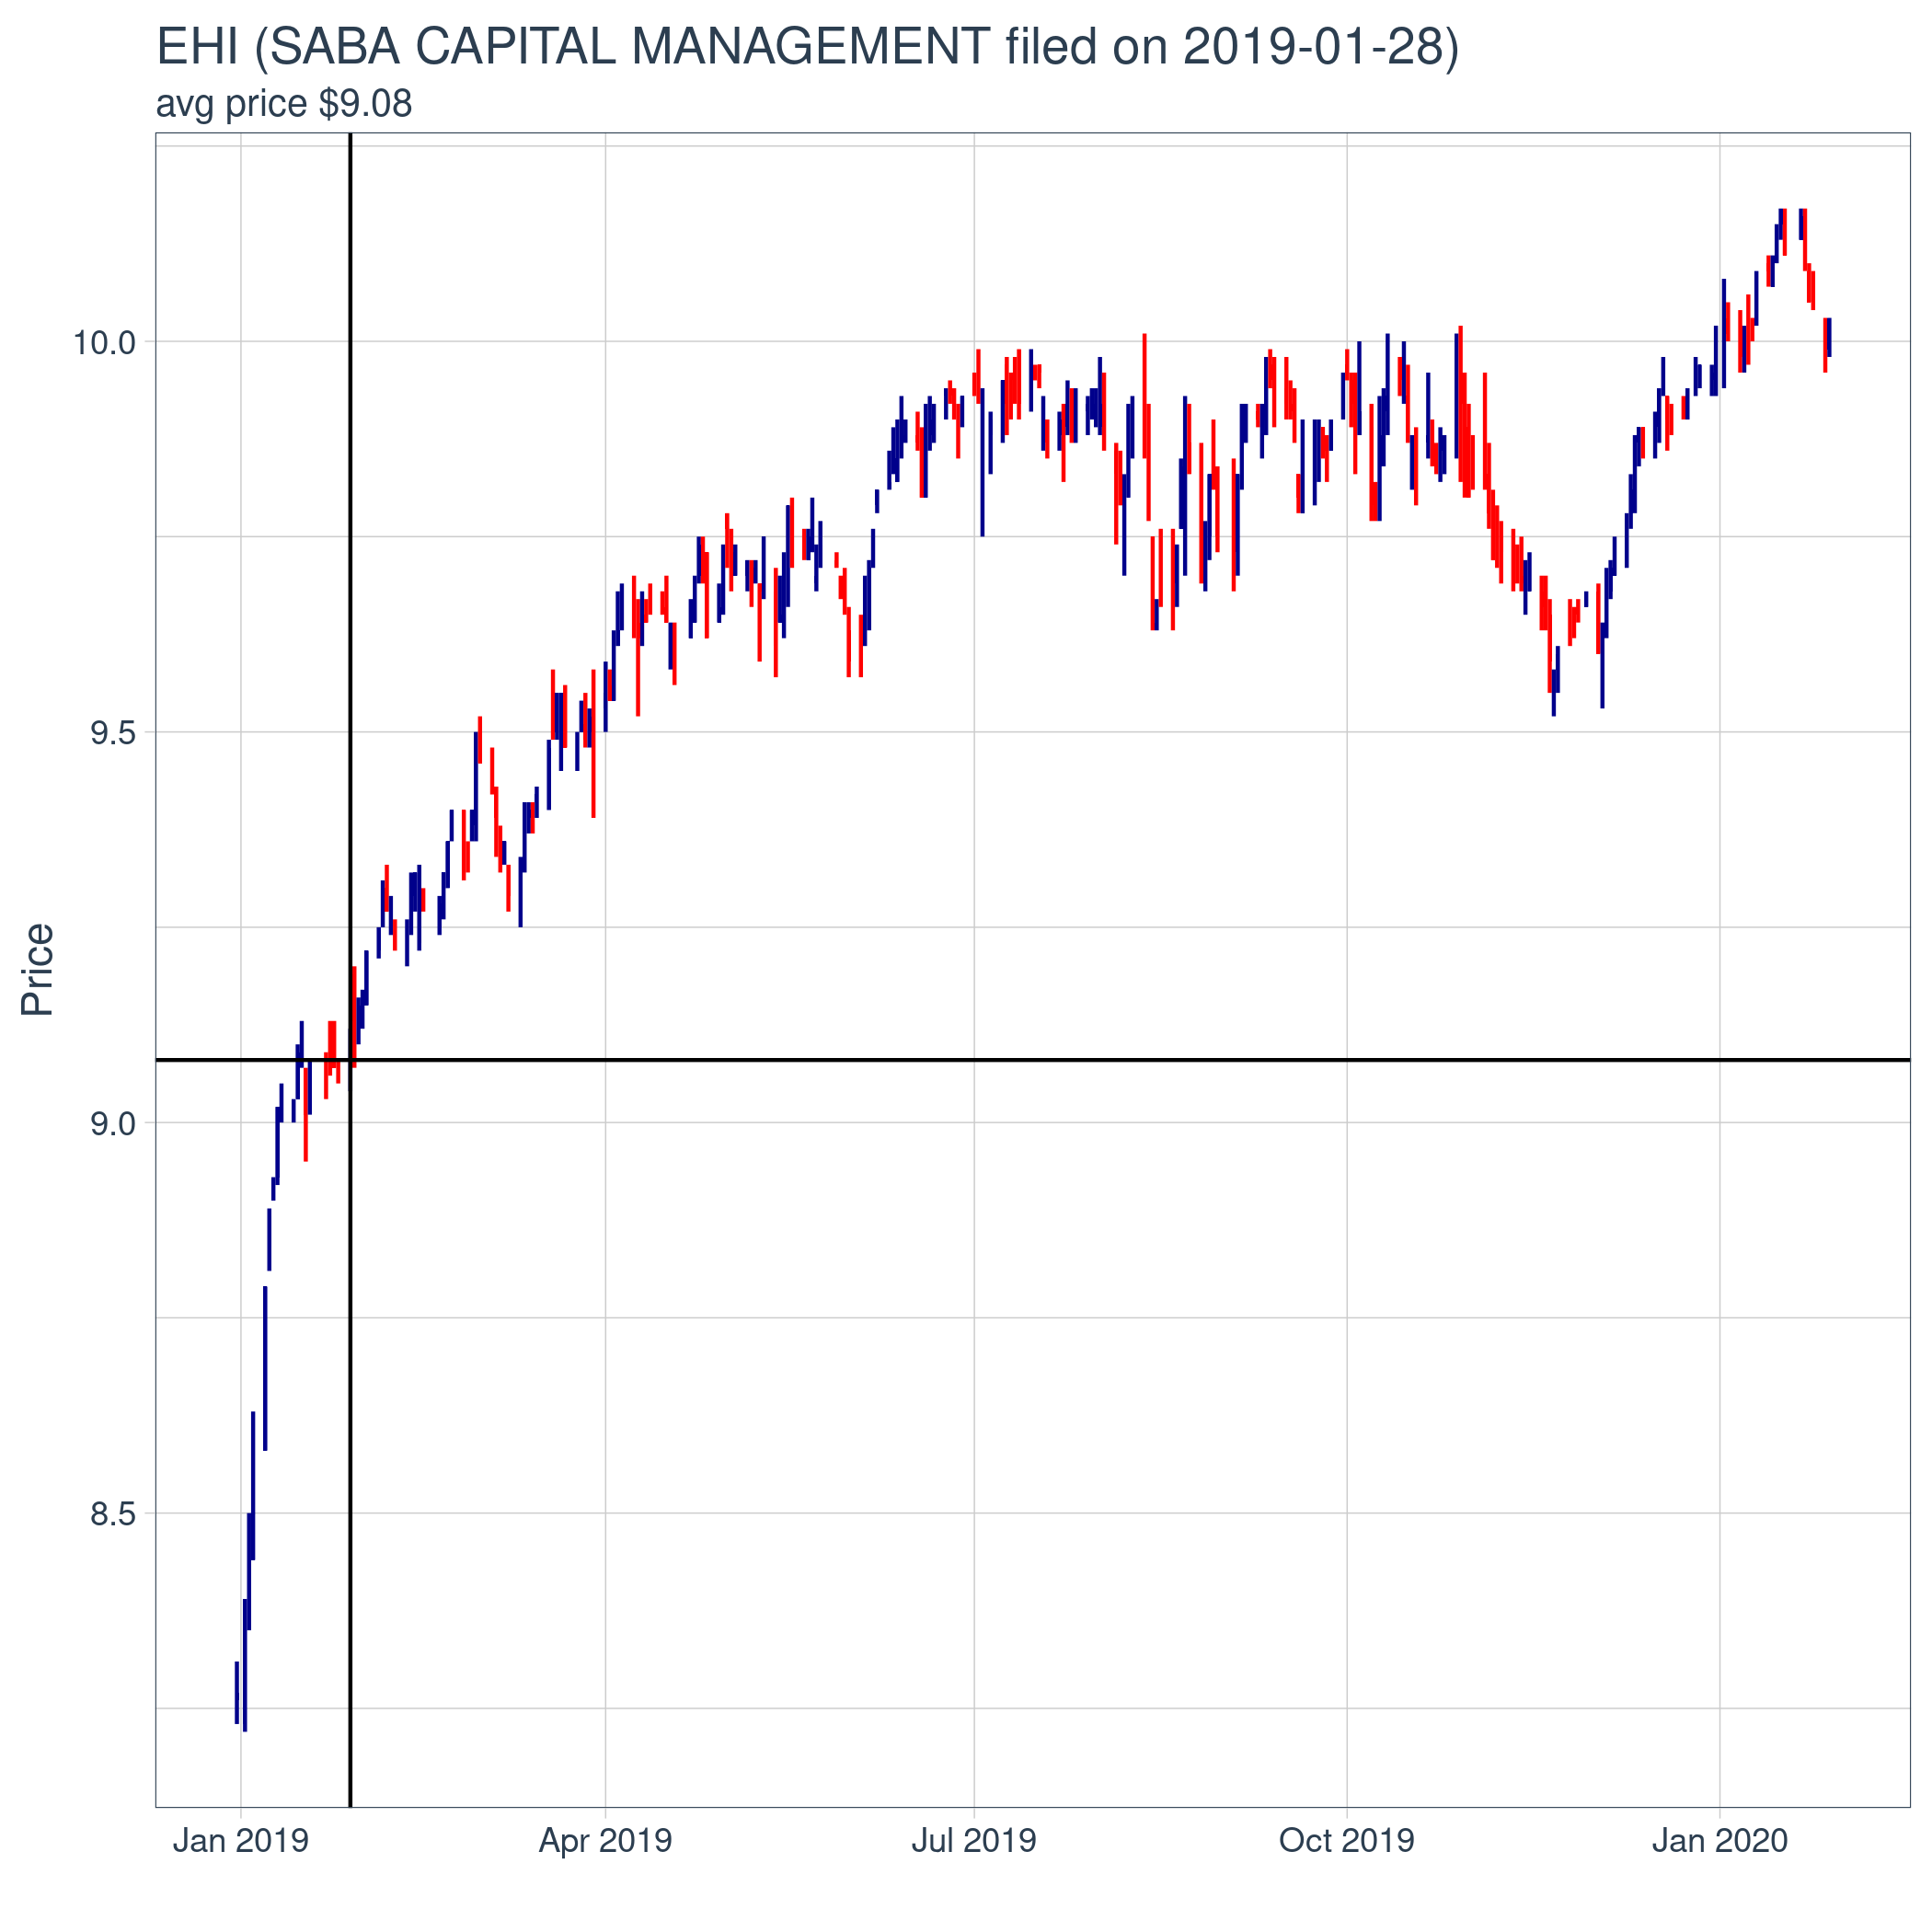 EHI (SABA CAPITAL MANAGEMENT filed on 2019-01-28)
avg price $9.08
Price
10.0
9.5
9.0
8.5
Jan 2019
Apr 2019
Jul 2019
Oct 2019
Jan 2020